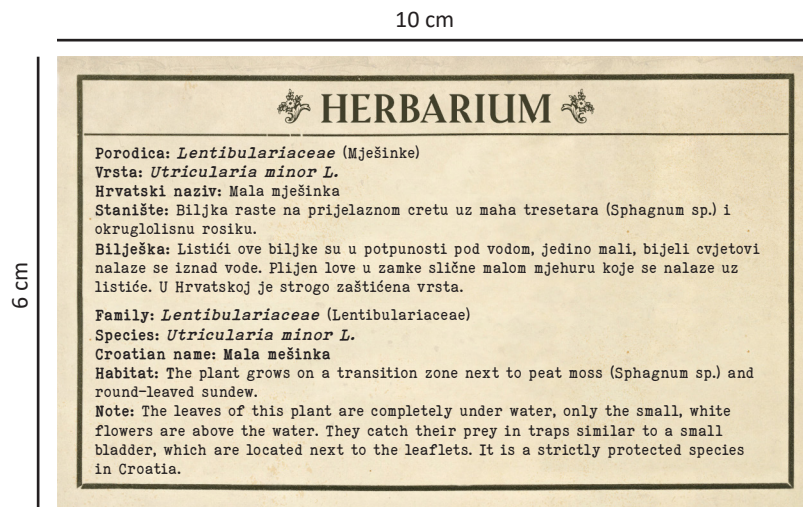 10 cm
6 cm
HERBARIUM
Porodica: Lentibulariaceae (Mješinke)
Vrsta: Utricularia minor L.
Hrvatski naziv: Mala mješinka
Stanište: Biljka raste na prijelaznom cretu uz maha tresetara (Sphagnum sp.) i
okruglolisnu rosiku.
Bilješka: Listići ove biljke su u potpunosti pod vodom, jedino mali, bijeli cvjetovi
nalaze se iznad vode. Plijen love u zamke slične malom mjehuru koje se nalaze uz
listiće. U Hrvatskoj je strogo zaštićena vrsta.
Family: Lentibulariaceae (Lentibulariaceae)
Species: Utricularia minor L.
Croatian name: Mala mešinka
Habitat: The plant grows on a transition zone next to peat moss (Sphagnum sp.) and
round-leaved sundew.
Note: The leaves of this plant are completely under water, only the small, white
flowers are above the water. They catch their prey in traps similar to a small
bladder, which are located next to the leaflets. It is a strictly protected species
in Croatia.